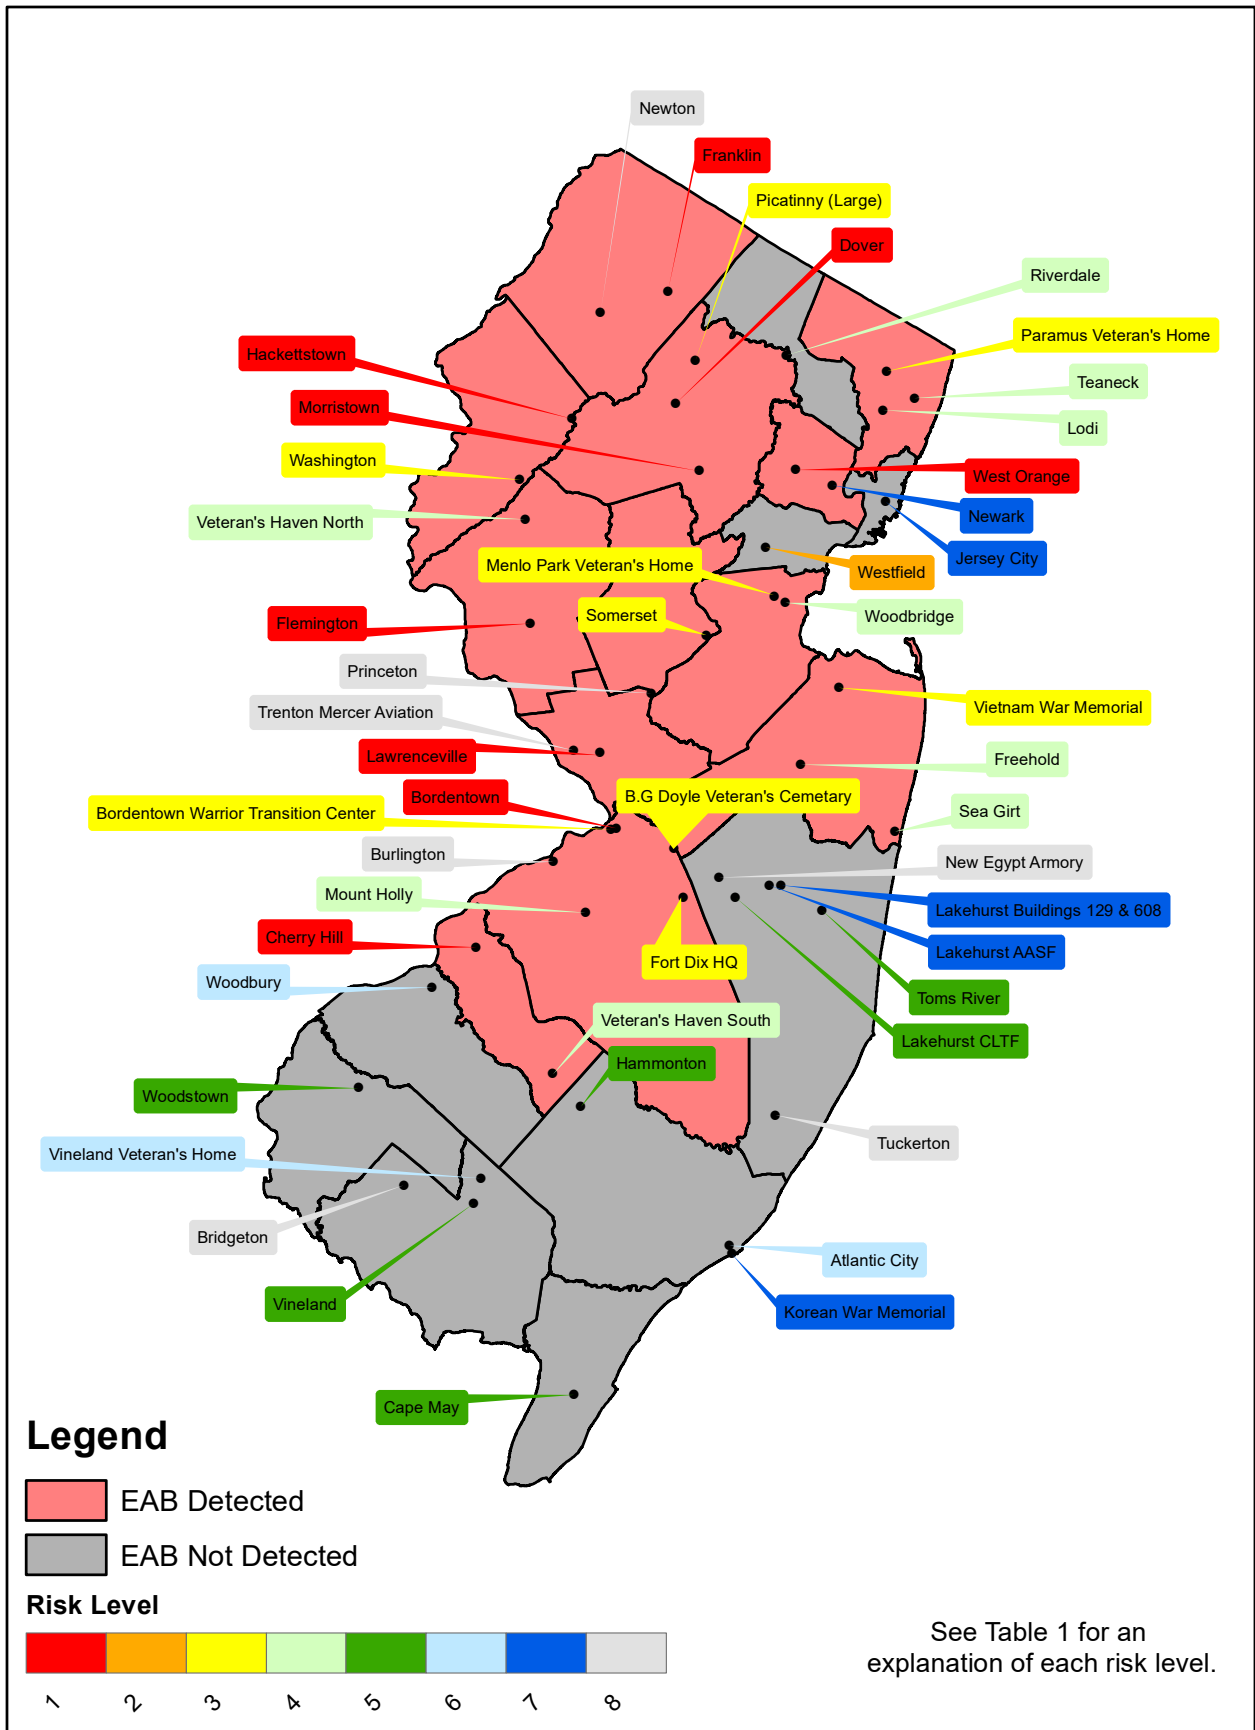 Newton
Franklin
Picatinny (Large)
Dover
Riverdale
Paramus Veteran's Home
Hackettstown
Teaneck
Morristown
Lodi
Washington
West Orange
Veteran's Haven North
Newark
Jersey City
Menlo Park Veteran's Home
Westfield
Somerset
Woodbridge
Flemington
Princeton
Vietnam War Memorial
Trenton Mercer Aviation
Lawrenceville
Freehold
Bordentown
B.G Doyle Veteran's Cemetary
Bordentown Warrior Transition Center
Sea Girt
Burlington
New Egypt Armory
Mount Holly
Lakehurst Buildings 129 & 608
Cherry Hill
Lakehurst AASF
Fort Dix HQ
Woodbury
Toms River
Veteran's Haven South
Lakehurst CLTF
Hammonton
Woodstown
Tuckerton
Vineland Veteran's Home
Bridgeton
Atlantic City
Vineland
Korean War Memorial
Cape May
Legend
EAB Detected
EAB Not Detected
Risk Level
1 2 3 4 5 6 7 8
See Table 1 for an
explanation of each risk level.